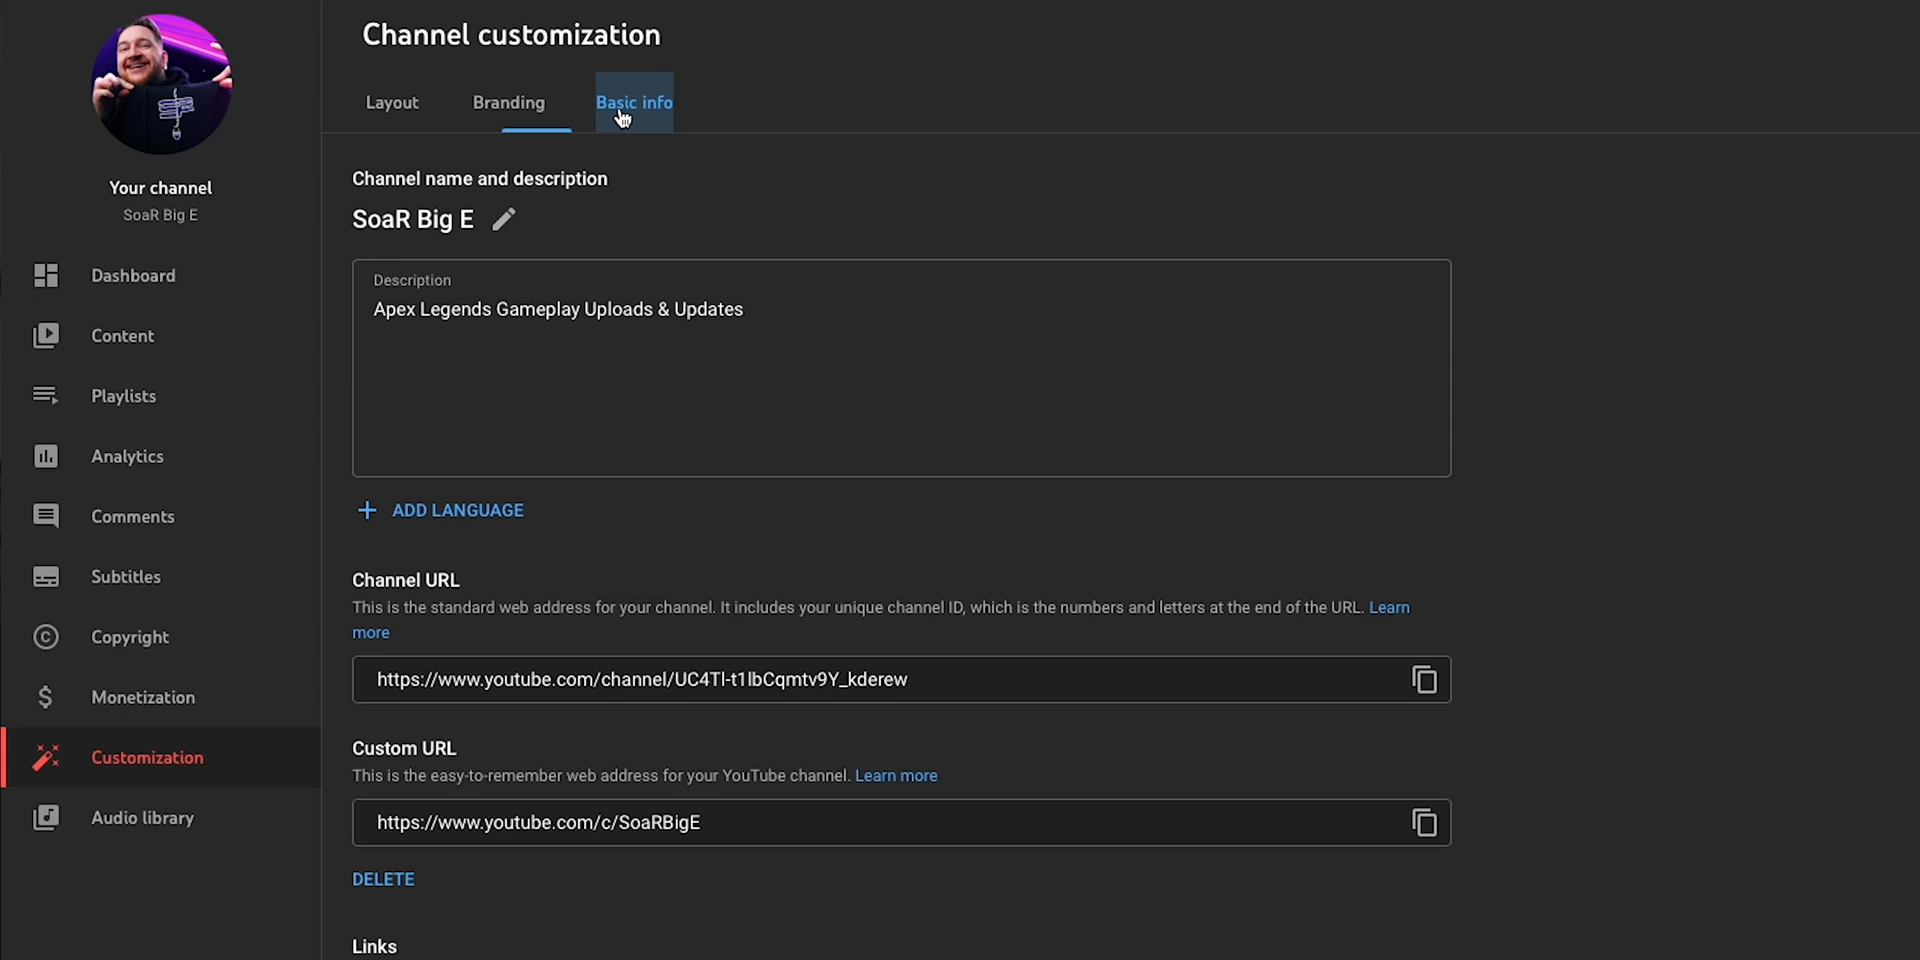 Channel customization
Layout
Branding
Basic info
Your channel
SoaR Big E
Dashboard
Content
Playlists
Analytics
Comments
Subtitles
Copyright
Monetization
Customization
Audio library
Channel name and description
SoaR Big E
Description
Apex Legends Gameplay Uploads & Updates
ADD LANGUAGE
Channel URL
This is the standard web address for your channel. It includes your unique channel ID, which is the numbers and letters at the end of the URL. Learn
more
https://www.youtube.com/channel/UC4Tl-t1lbCqmtv9Y_kderew
Custom URL
This is the easy-to-remember web address for your YouTube channel. Learn more
https://www.youtube.com/c/SoaRBigE
DELETE
Links